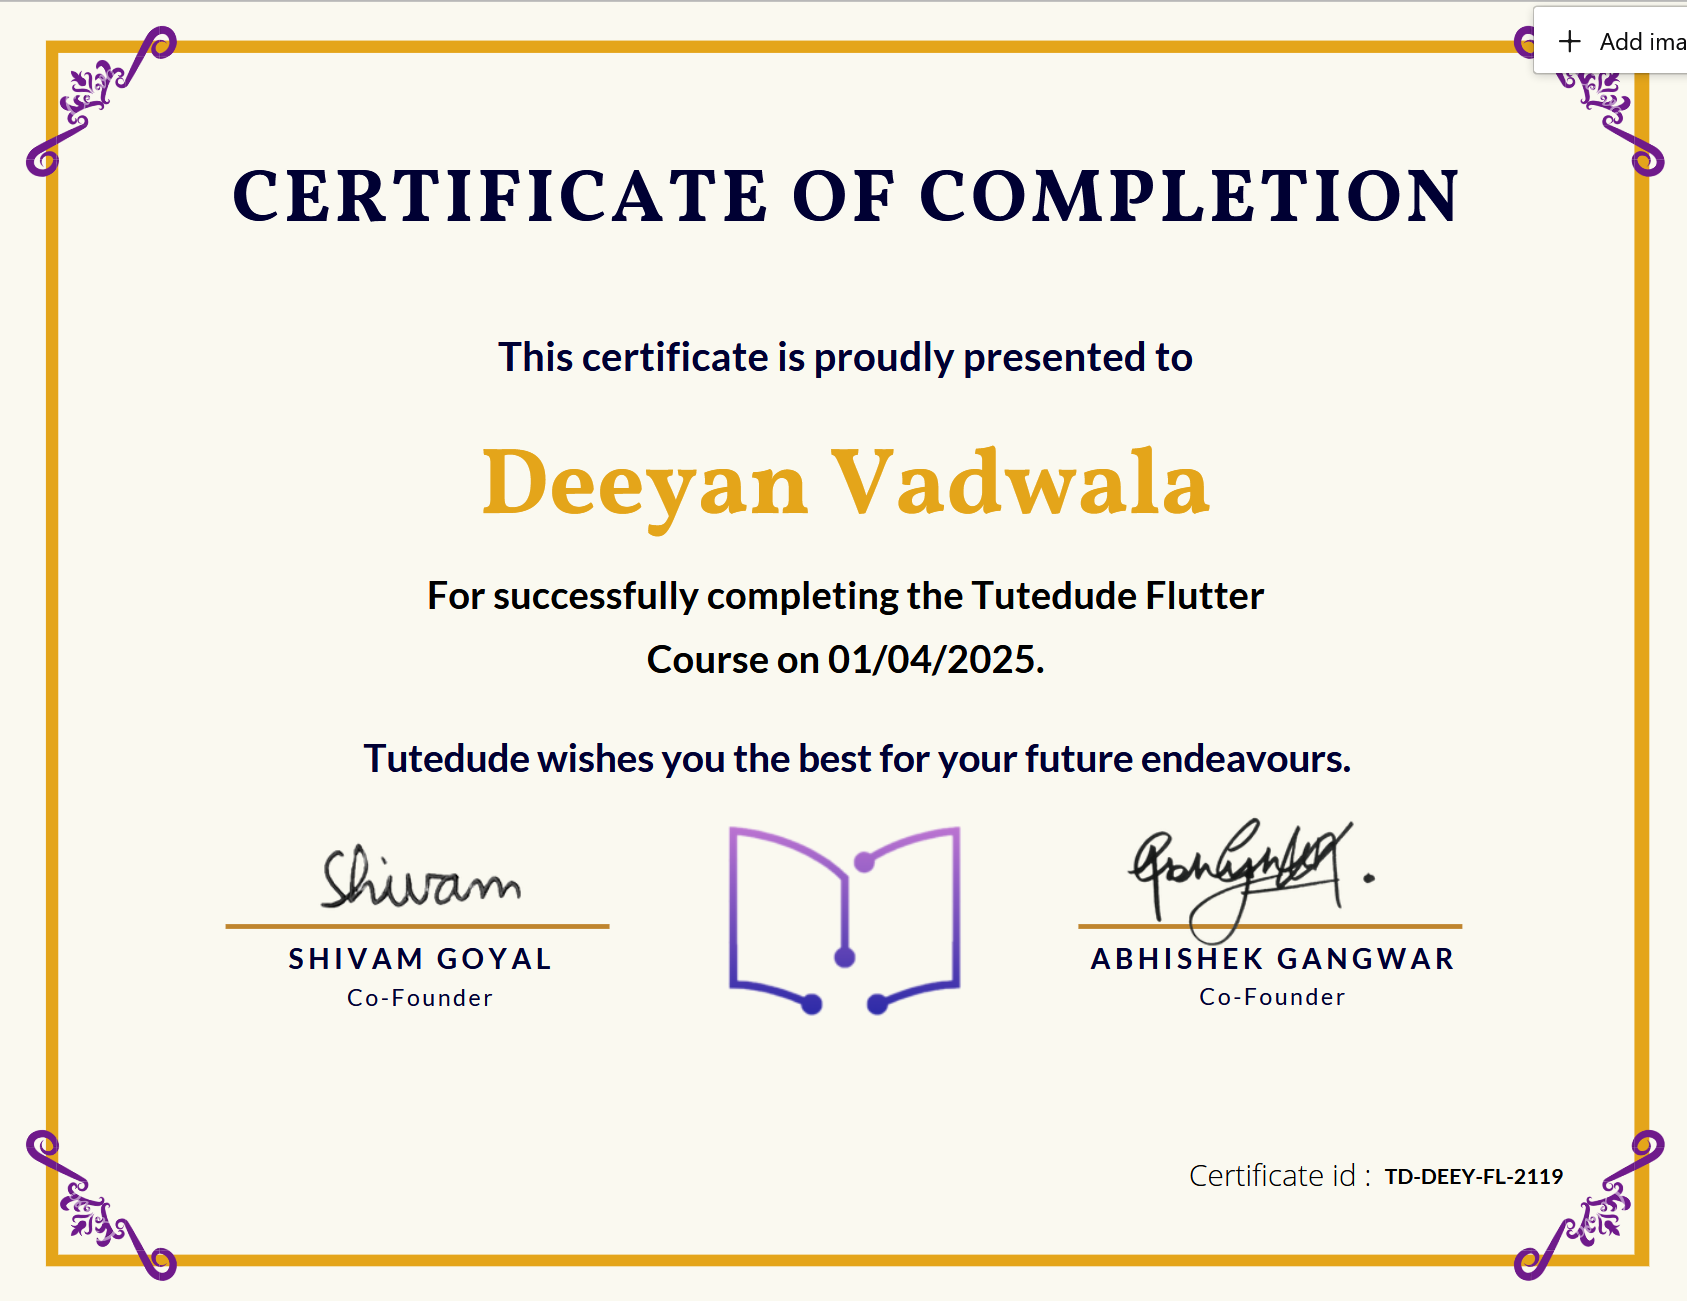 Add ima
CERTIFICATE OF COMPLETION
This certificate is proudly presented to
Deeyan Vadwala
For successfully completing the Tutedude Flutter
Course on 01/04/2025.
Tutedude wishes you the best for your future endeavours.
Shivam
SHIVAM GOYAL
Co-Founder
ABHISHEK GANGWAR
Co-Founder
Certificate id : TD-DEEY-FL-2119